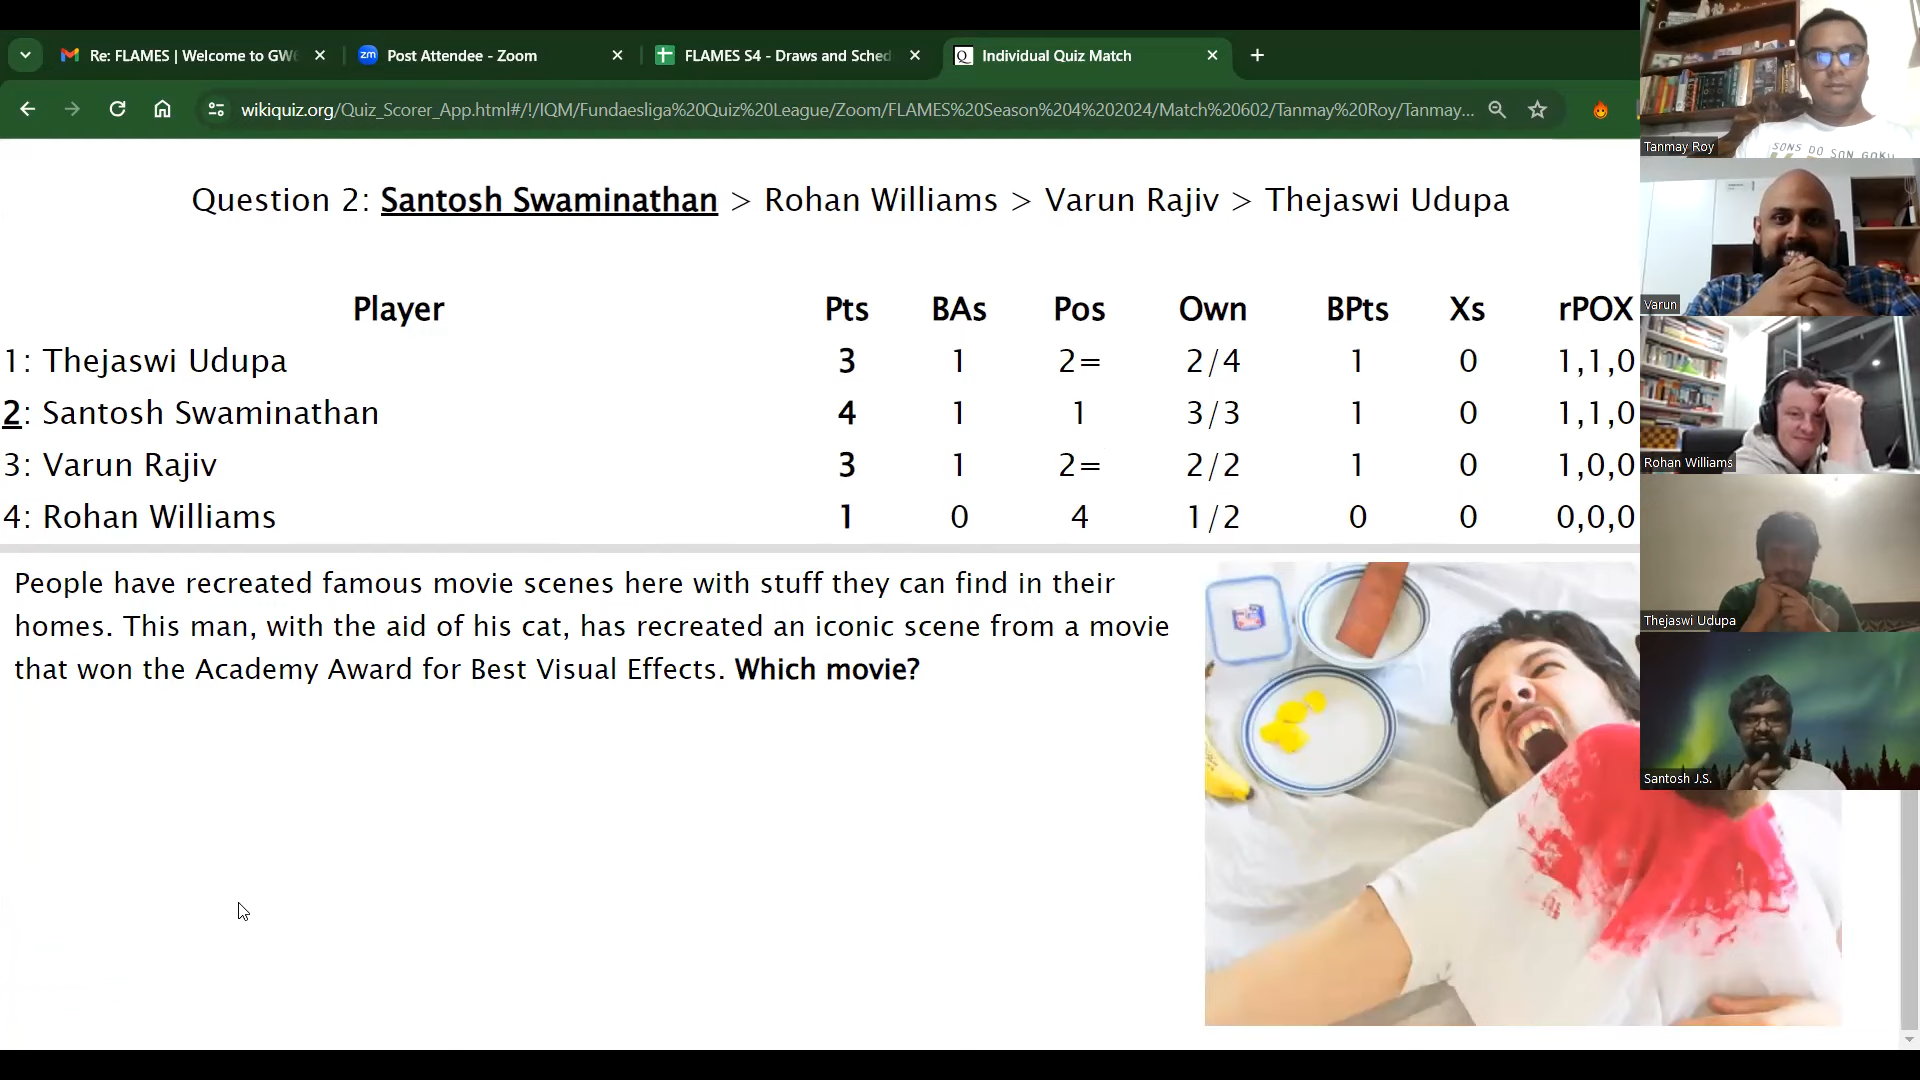 Re: FLAMES | Welcome to GW
Post Attendee - Zoom
FLAMES S4 - Draws and Sched
Individual Quiz Match
wikiquiz.org/Quiz_Scorer_App.html#/!/IQM/Fundaesliga%20Quiz%20League/Zoom/FLAMES%20Season%204%202024/Match%20602/Tanmay%20Roy/Tanmay...
Question 2: Santosh Swaminathan > Rohan Williams > Varun Rajiv > Thejaswi Udupa
Player Pts BAs Pos Own BPts Xs rPOX
1: Thejaswi Udupa 3 1 2= 2/4 1 0 1,1,0
2: Santosh Swaminathan 4 1 1 3/3 1 0 1,1,0
3: Varun Rajiv 3 1 2= 2/2 1 0 1,0,0
4: Rohan Williams 1 0 4 1/2 0 0 0,0,0
People have recreated famous movie scenes here with stuff they can find in their
homes. This man, with the aid of his cat, has recreated an iconic scene from a movie
that won the Academy Award for Best Visual Effects. Which movie?
SONS DO SON GOKU
Tanmay Roy
Varun
Rohan Williams
Thejaswi Udupa
Santosh J.S.